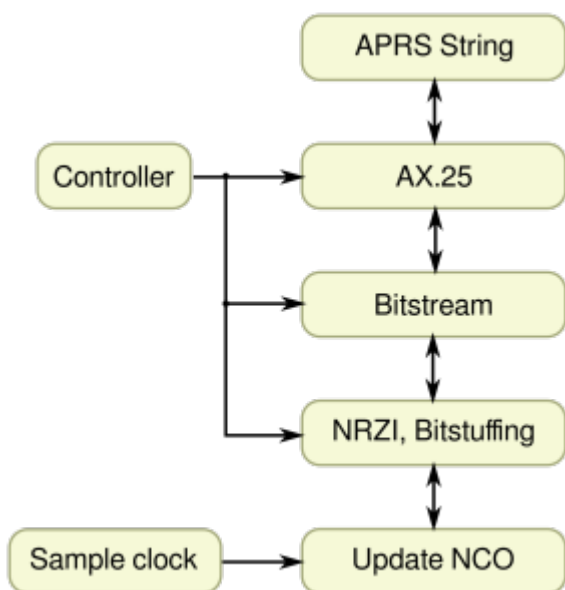 APRS String
Controller
AX.25
Bitstream
NRZI, Bitstuffing
Sample clock
Update NCO